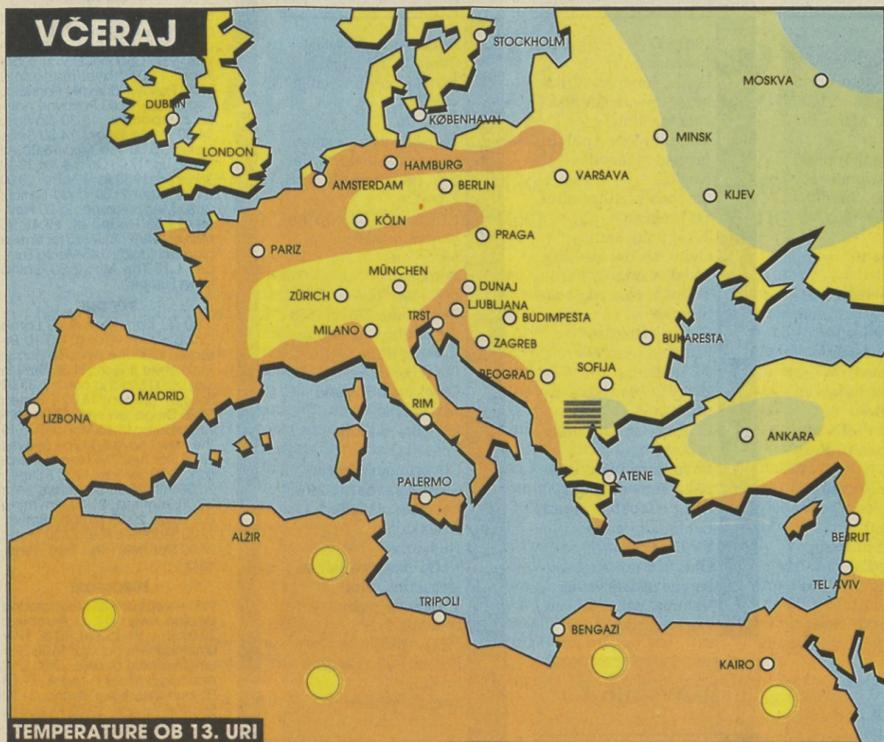 VČERAJ
STOCKHOLM
MOSKVA
DUBLIN
KØBENHAVN
MINSK
LONDON
HAMBURG
AMSTERDAM
BERLIN
VARŠAVA
KIJEV
KÖLN
PRAGA
PARIZ
MÜNCHEN
DUNAJ
ZÜRICH
LJUBLJANA
TRST
BUDIMPEŠTA
MILANO
ZAGREB
BUKAREŠTA
SOFIJA
BEOGRAD
MADRID
RIM
LIZBONA
ANKARA
ATENE
PALERMO
ALŽIR
BEJRUT
TEL AVIV
TRIPOLI
BENGAZI
KAIRO
TEMPERATURE OB 13. URI